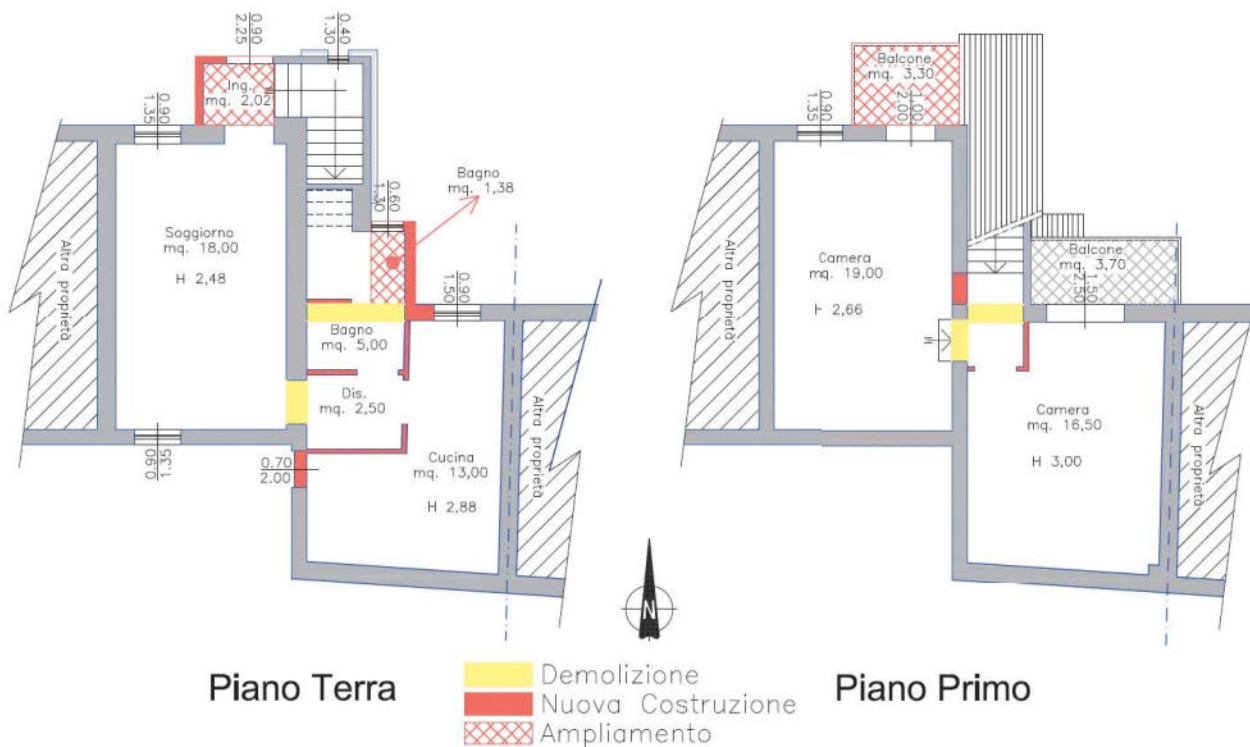 0.90
2.25
0.40
1.30
Ing.
mq. 2,02
0.90
1.35
Bagno
mq. 1,38
0.60
1.30
Soggiorno
mq. 18,00
H 2,48
Altra proprietà
0.90
1.50
Bagno
mq. 5,00
Dis.
mq. 2,50
Cucina
mq. 13,00
H 2,88
0.70
2.00
1.35
0.90
Altra proprietà
Balcone
mq. 3,30
1.00
2.00
0.90
1.35
Camera
mq. 19,00
H 2,66
Altra proprietà
Balcone
mq. 3,70
1.50
2.50
Camera
mq. 16,50
H 3,00
Altra proprietà
N
Piano Terra
Demolizione
Nuova Costruzione
Ampliamento
Piano Primo